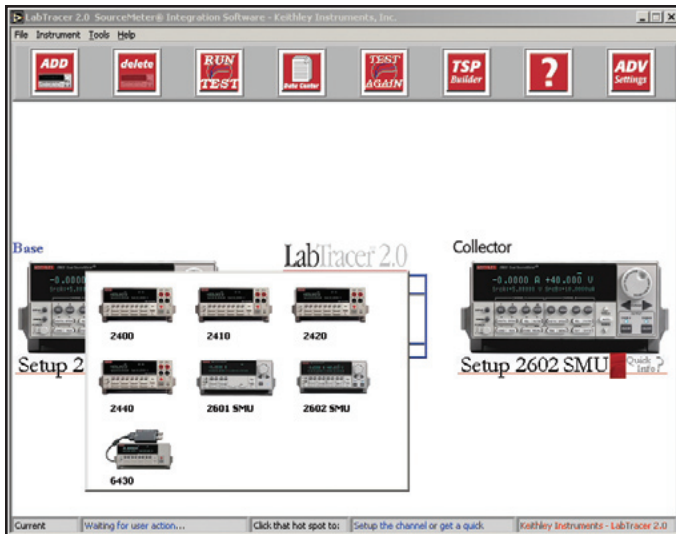 LabTracer 2.0 SourceMeter® Integration Software - Keithley Instruments, Inc.
File Instrument Tools Help
ADD
delete
RUN TEST
Data Center
TEST AGAIN
TSP Builder
?
ADV Settings
Base
LabTracer 2.0
Collector
-0.0000 A +40.000 V
2400
2410
2420
Setup 2
Setup 2602 SMU
Quick Info?
2440
2601 SMU
2602 SMU
6430
Current
Waiting for user action...
Click that hot spot to:
Setup the channel or get a quick
Keithley Instruments - LabTracer 2.0